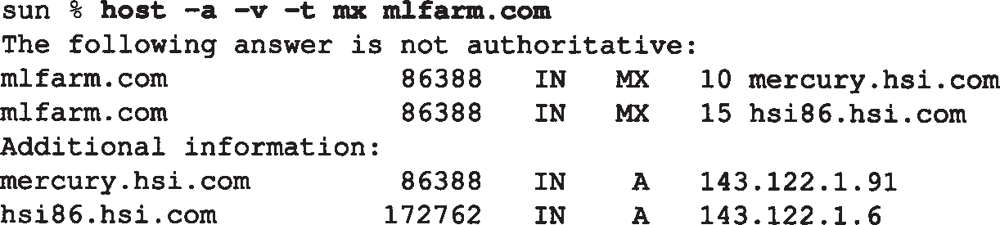 sun % host -a -v -t mx mlfarm.com
The following answer is not authoritative:
mlfarm.com 86388 IN MX 10 mercury.hsi.com
mlfarm.com 86388 IN MX 15 hsi86.hsi.com
Additional information:
mercury.hsi.com 86388 IN A 143.122.1.91
hsi86.hsi.com 172762 IN A 143.122.1.6